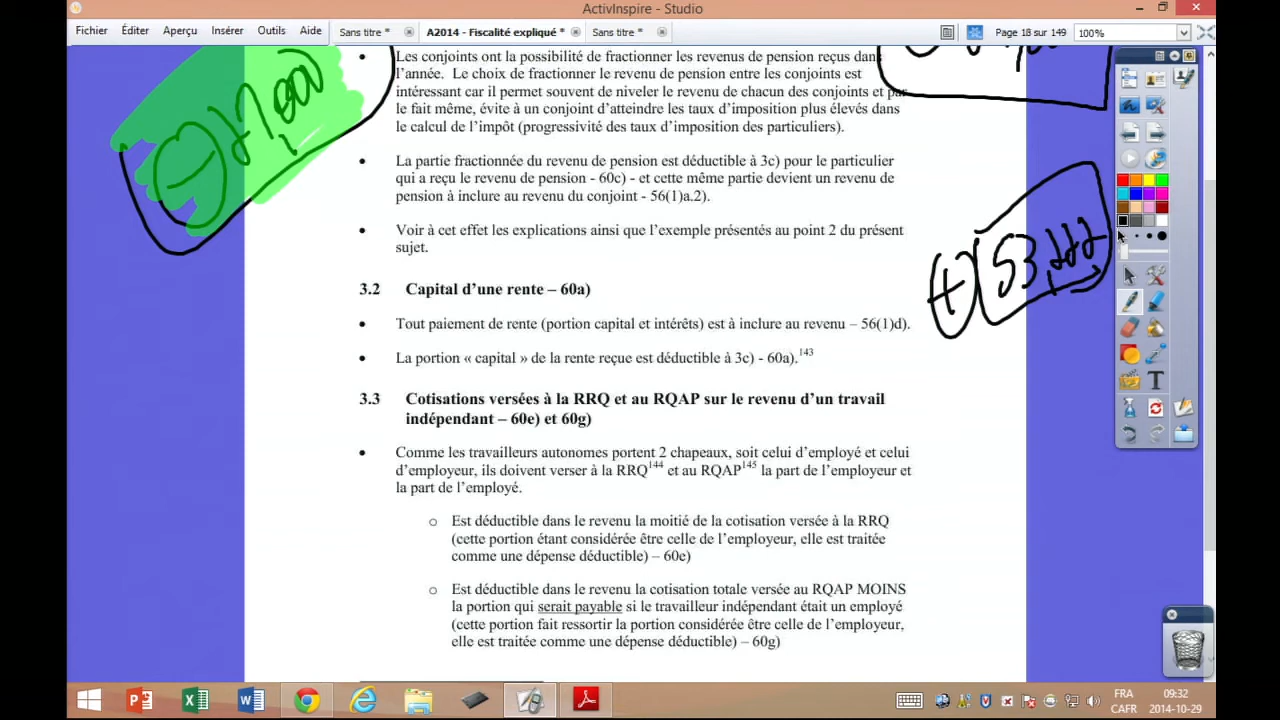 ActivInspire - Studio
Fichier Éditer Aperçu Insérer Outils Aide Sans titre * A2014 - Fiscalité expliqué * Sans titre * Page 18 sur 149 100%
• Les conjoints ont la possibilité de fractionner les revenus de pension reçus dans
l'année. Le choix de fractionner le revenu de pension entre les conjoints est
intéressant car il permet souvent de niveler le revenu de chacun des conjoints et par
le fait même, évite à un conjoint d'atteindre les taux d'imposition plus élevés dans
le calcul de l'impôt (progressivité des taux d'imposition des particuliers).
• La partie fractionnée du revenu de pension est déductible à 3c) pour le particulier
qui a reçu le revenu de pension - 60c) - et cette même partie devient un revenu de
pension à inclure au revenu du conjoint - 56(1)a.2).
• Voir à cet effet les explications ainsi que l'exemple présentés au point 2 du présent
sujet.
3.2 Capital d'une rente – 60a)
• Tout paiement de rente (portion capital et intérêts) est à inclure au revenu – 56(1)d).
• La portion « capital » de la rente reçue est déductible à 3c) - 60a).143
3.3 Cotisations versées à la RRQ et au RQAP sur le revenu d'un travail
indépendant – 60e) et 60g)
• Comme les travailleurs autonomes portent 2 chapeaux, soit celui d'employé et celui
d'employeur, ils doivent verser à la RRQ144 et au RQAP145 la part de l'employeur et
la part de l'employé.
o Est déductible dans le revenu la moitié de la cotisation versée à la RRQ
(cette portion étant considérée être celle de l'employeur, elle est traitée
comme une dépense déductible) – 60e)
o Est déductible dans le revenu la cotisation totale versée au RQAP MOINS
la portion qui serait payable si le travailleur indépendant était un employé
(cette portion fait ressortir la portion considérée être celle de l'employeur,
elle est traitée comme une dépense déductible) – 60g)
FRA
CAFR
09:32
2014-10-29